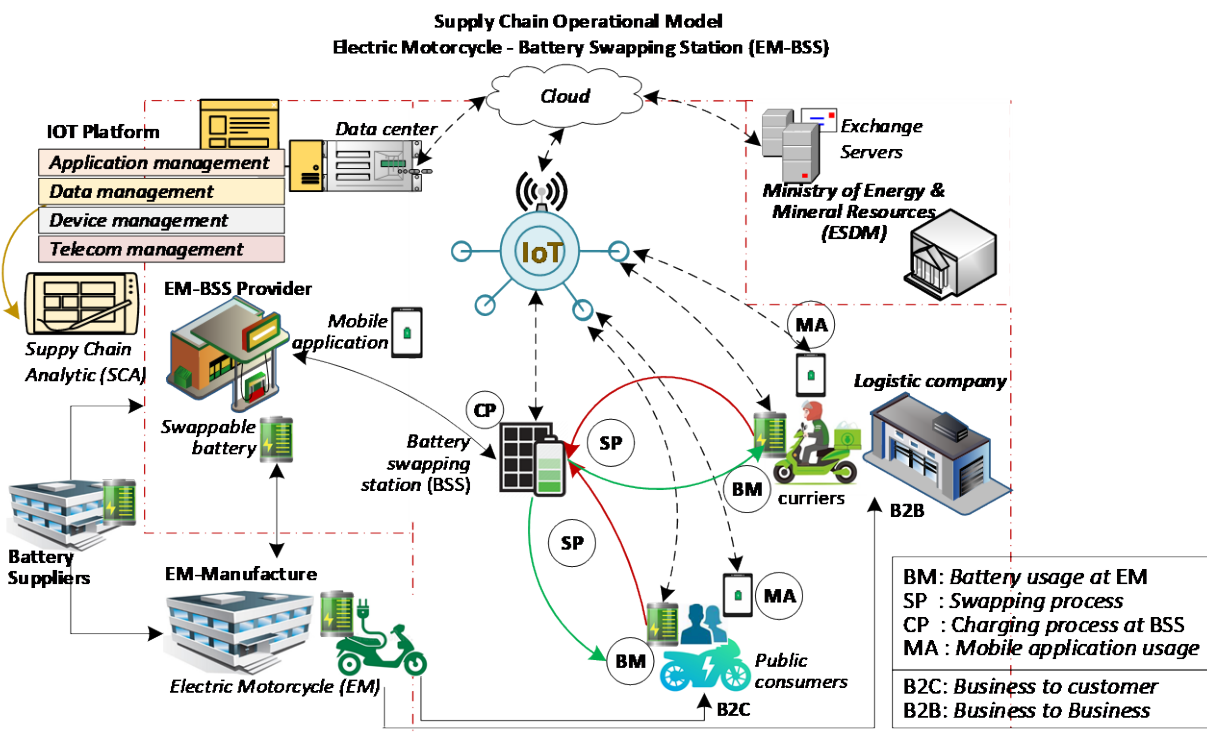 Supply Chain Operational Model
Electric Motorcycle - Battery Swapping Station (EM-BSS)
Cloud
IOT Platform
Application management
Data management
Device management
Telecom management
Data center
Exchange
Servers
Ministry of Energy &
Mineral Resources
(ESDM)
IoT
Suppy Chain
Analytic (SCA)
EM-BSS Provider
Mobile
application
Swappable
battery
MA
CP
Battery
swapping
station (BSS)
SP
BM
curriers
Logistic company
B2B
Battery
Suppliers
EM-Manufacture
Electric Motorcycle (EM)
SP
BM
MA
Public
consumers
B2C
BM: Battery usage at EM
SP : Swapping process
CP : Charging process at BSS
MA : Mobile application usage
B2C: Business to customer
B2B: Business to Business